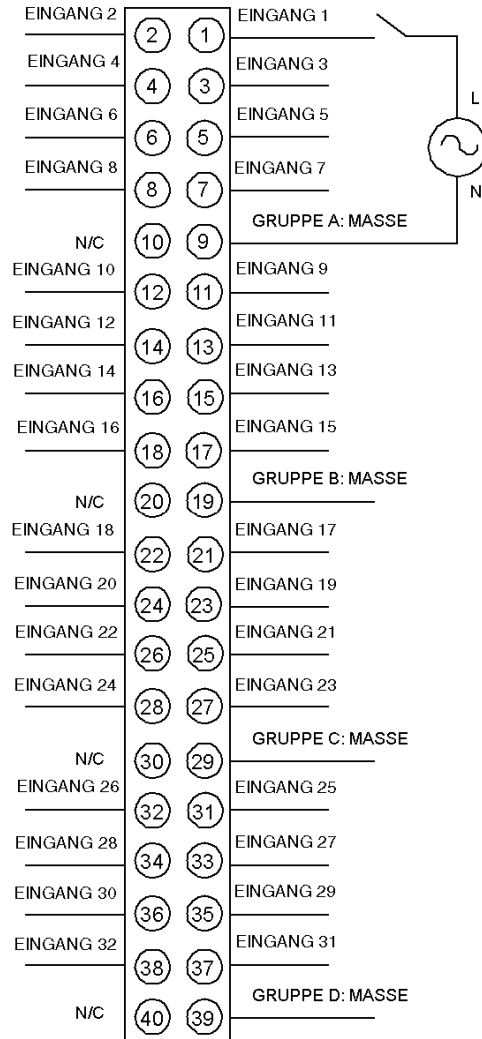 EINGANG 2 2 1 EINGANG 1
EINGANG 4 4 3 EINGANG 3 L
EINGANG 6 6 5 EINGANG 5
EINGANG 8 8 7 EINGANG 7 N
N/C 10 9 GRUPPE A: MASSE
EINGANG 10 12 11 EINGANG 9
EINGANG 12 14 13 EINGANG 11
EINGANG 14 16 15 EINGANG 13
EINGANG 16 18 17 EINGANG 15
N/C 20 19 GRUPPE B: MASSE
EINGANG 18 22 21 EINGANG 17
EINGANG 20 24 23 EINGANG 19
EINGANG 22 26 25 EINGANG 21
EINGANG 24 28 27 EINGANG 23
N/C 30 29 GRUPPE C: MASSE
EINGANG 26 32 31 EINGANG 25
EINGANG 28 34 33 EINGANG 27
EINGANG 30 36 35 EINGANG 29
EINGANG 32 38 37 EINGANG 31
N/C 40 39 GRUPPE D: MASSE